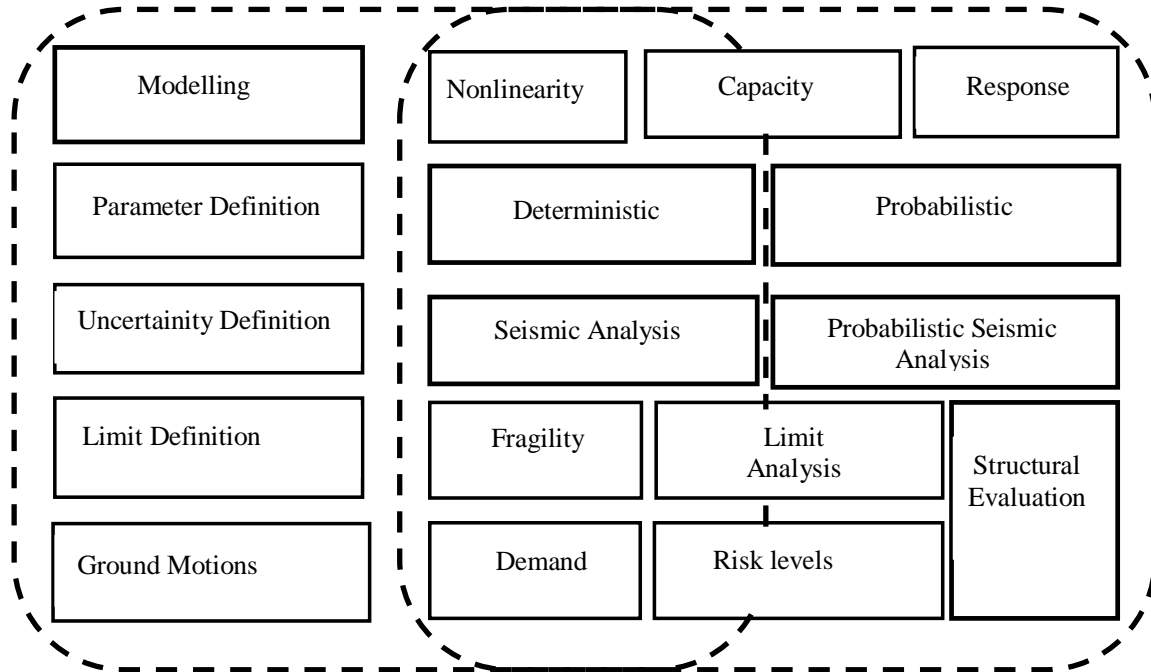 Modelling
Nonlinearity
Capacity
Response
Parameter Definition
Deterministic
Probabilistic
Uncertainity Definition
Seismic Analysis
Probabilistic Seismic
Analysis
Limit Definition
Fragility
Limit
Analysis
Structural
Evaluation
Ground Motions
Demand
Risk levels